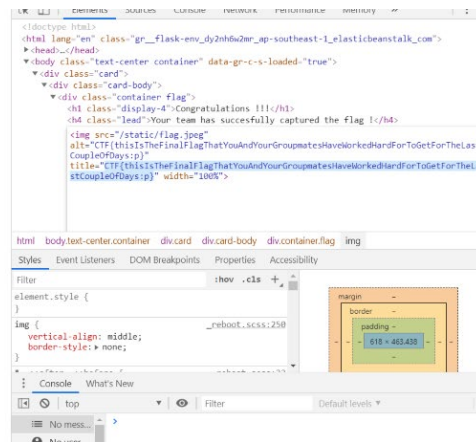 Elements Sources Console Network Performance Memory »
<!doctype html>
<html lang="en" class="gr__flask-env_dy2nh6w2mr_ap-southeast-1_elasticbeanstalk_com">
▶<head>…</head>
▼<body class="text-center container" data-gr-c-s-loaded="true">
▼<div class="card">
▼<div class="card-body">
▼<div class="container flag">
<h1 class="display-4">Congratulations !!!</h1>
<h4 class="lead">Your team has succesfully captured the flag !</h4>
<img src="/static/flag.jpeg"
alt="CTF{thisIsTheFinalFlagThatYouAndYourGroupmatesHaveWorkedHardForToGetForTheLas
CoupleOfDays:p}"
title="CTF{thisIsTheFinalFlagThatYouAndYourGroupmatesHaveWorkedHardForToGetForTheLa
stCoupleOfDays:p}" width="100%">
html body.text-center.container div.card div.card-body div.container.flag img
Styles Event Listeners DOM Breakpoints Properties Accessibility
Filter :hov .cls +
element.style {
}
img { _reboot.scss:250
vertical-align: middle;
border-style:▶ none;
}
margin -
border -
padding -
- - - 618 × 463.438 - - -
-
Console What's New
top ▼ Filter Default levels ▼
No mess...
>
No user